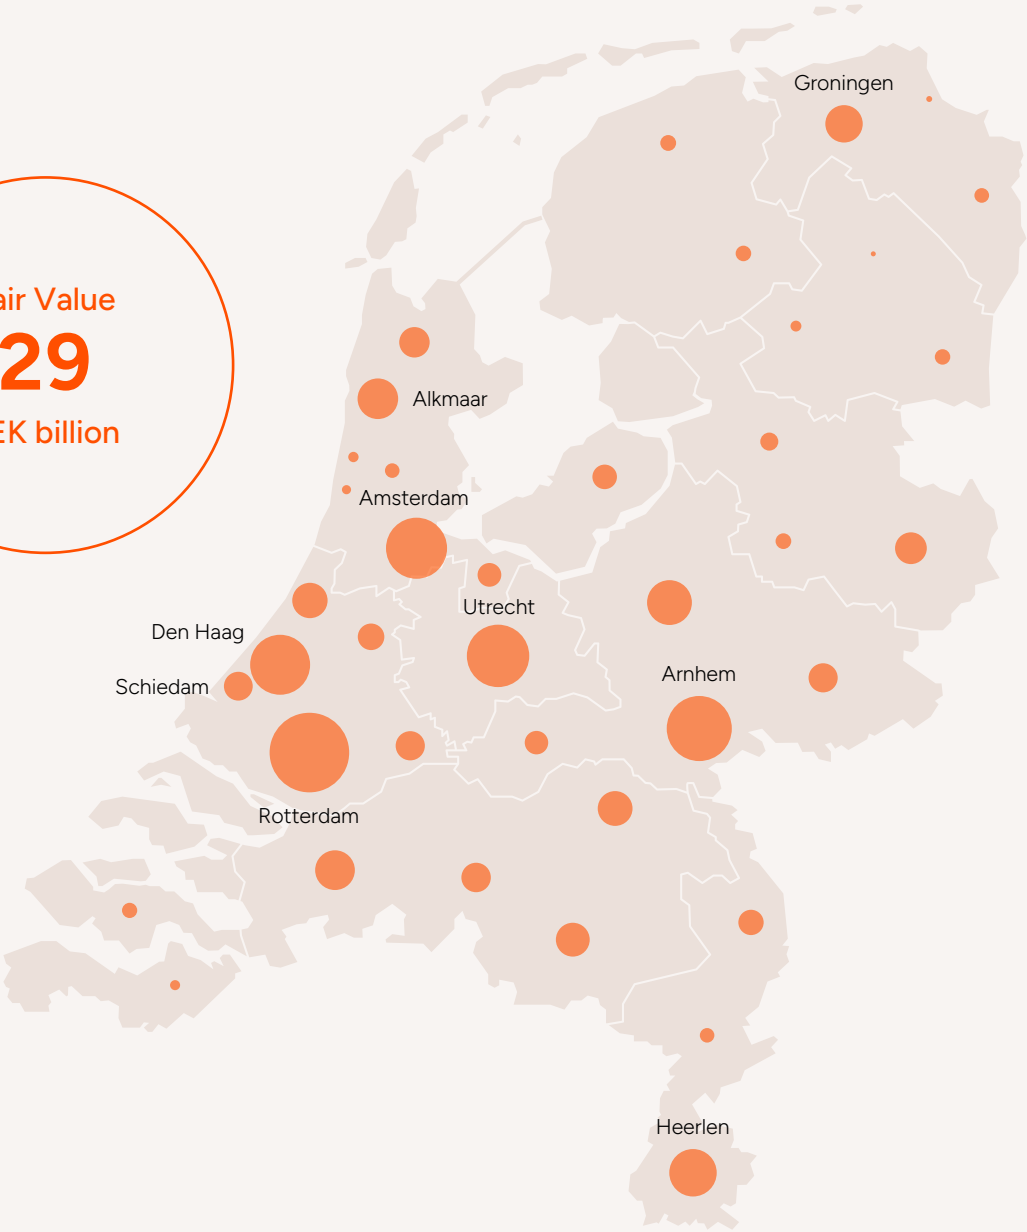 Groningen
air Value
29
EK billion
Alkmaar
Amsterdam
Utrecht
Den Haag
Schiedam
Arnhem
Rotterdam
Heerlen